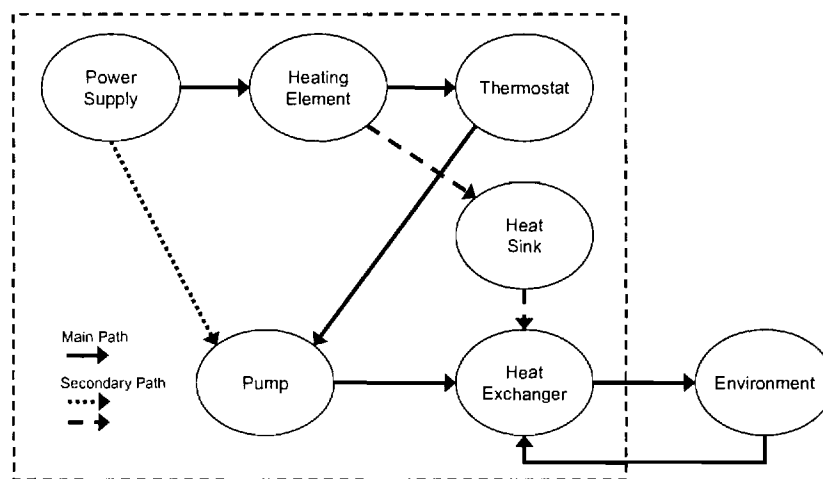 Power
Supply
Heating
Element
Thermostat
Heat
Sink
Main Path
Secondary Path
Pump
Heat
Exchanger
Environment